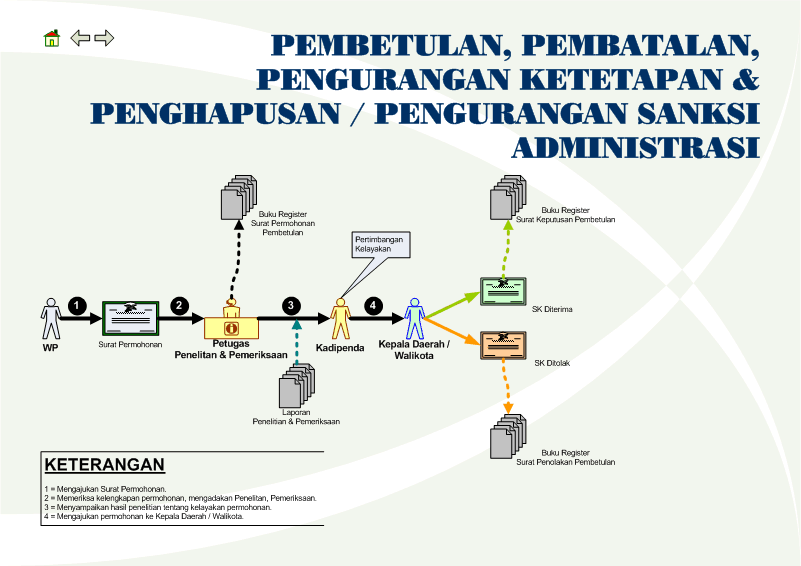 PEMBETULAN, PEMBATALAN,
PENGURANGAN KETETAPAN &
PENGHAPUSAN / PENGURANGAN SANKSI
ADMINISTRASI
Buku Register
Surat Permohonan
Pembetulan
Buku Register
Surat Keputusan Pembetulan
Pertimbangan
Kelayakan
1
2
3
4
SK Diterima
WP
Surat Permohonan
Petugas
Penelitan & Pemeriksaan
Kadipenda
Kepala Daerah /
Walikota
SK Ditolak
Laporan
Penelitian & Pemeriksaan
Buku Register
Surat Penolakan Pembetulan
KETERANGAN
1 = Mengajukan Surat Permohonan.
2 = Memeriksa kelengkapan permohonan, mengadakan Penelitan, Pemeriksaan.
3 = Menyampaikan hasil penelitian tentang kelayakan permohonan.
4 = Mengajukan permohonan ke Kepala Daerah / Walikota.